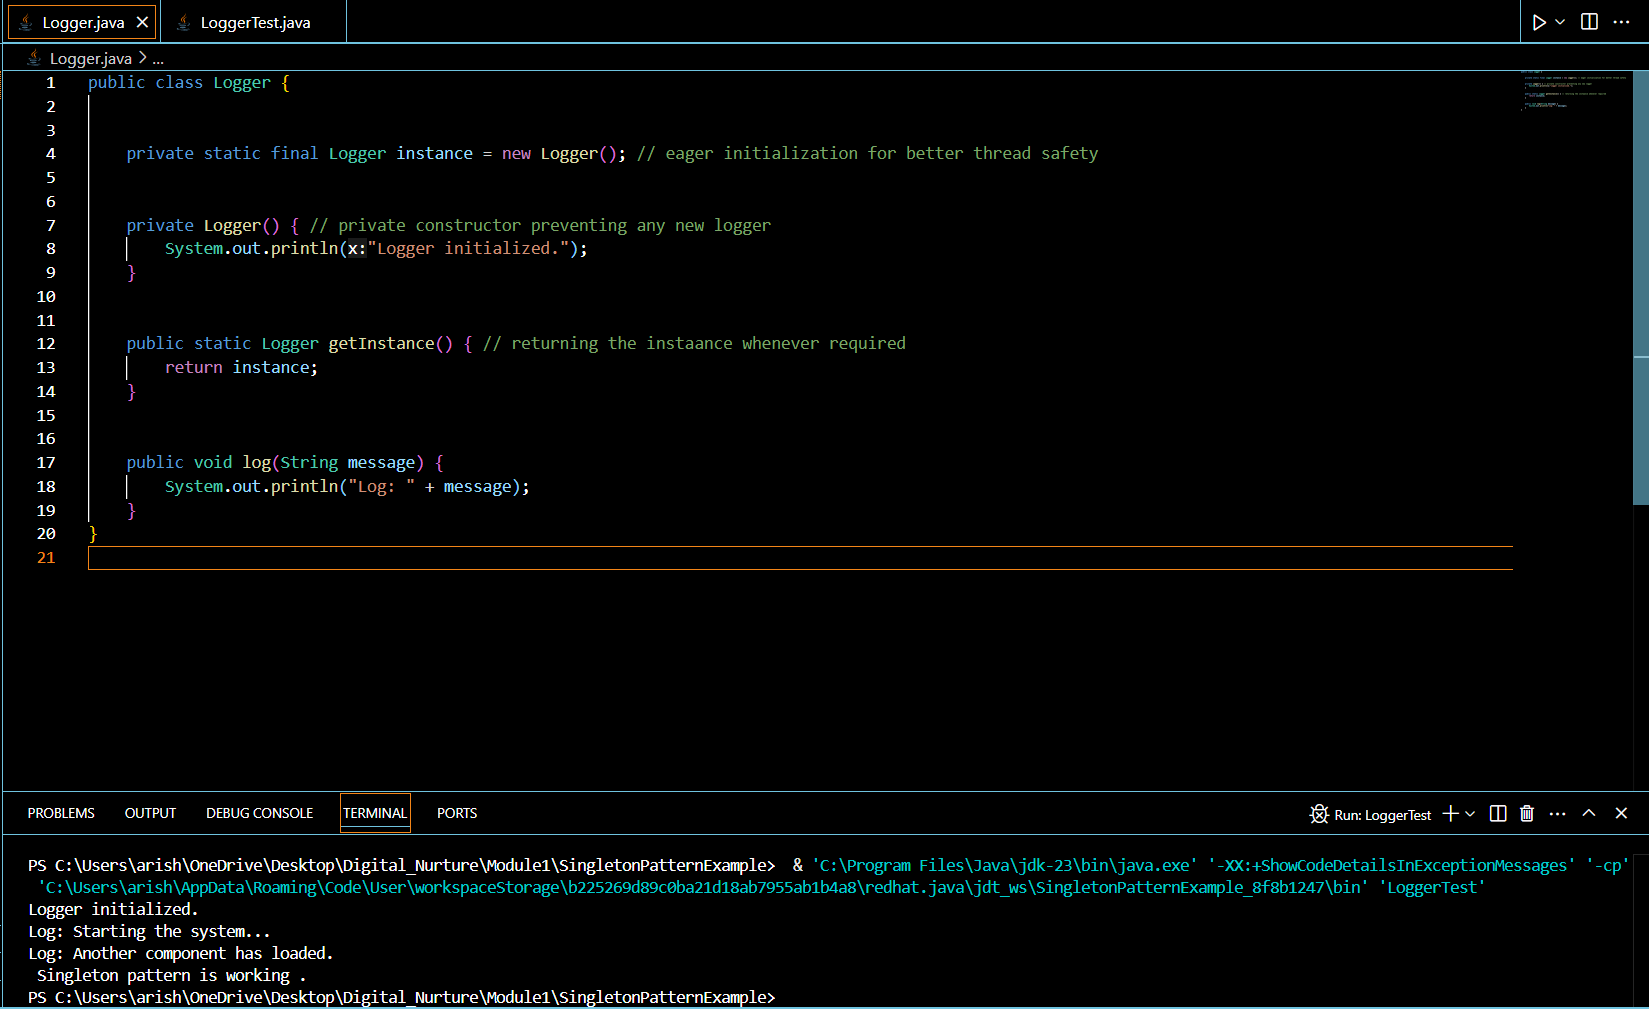 Logger.java
LoggerTest.java
Logger.java > ...
1 public class Logger {
2
3
4 private static final Logger instance = new Logger(); // eager initialization for better thread safety
5
6
7 private Logger() { // private constructor preventing any new logger
8 System.out.println(x:"Logger initialized.");
9 }
10
11
12 public static Logger getInstance() { // returning the instaance whenever required
13 return instance;
14 }
15
16
17 public void log(String message) {
18 System.out.println("Log: " + message);
19 }
20 }
21
PROBLEMS OUTPUT DEBUG CONSOLE TERMINAL PORTS
Run: LoggerTest
PS C:\Users\arish\OneDrive\Desktop\Digital_Nurture\Module1\SingletonPatternExample> & 'C:\Program Files\Java\jdk-23\bin\java.exe' '-XX:+ShowCodeDetailsInExceptionMessages' '-cp'
'C:\Users\arish\AppData\Roaming\Code\User\workspaceStorage\b225269d89c0ba21d18ab7955ab1b4a8\redhat.java\jdt_ws\SingletonPatternExample_8f8b1247\bin' 'LoggerTest'
Logger initialized.
Log: Starting the system...
Log: Another component has loaded.
Singleton pattern is working .
PS C:\Users\arish\OneDrive\Desktop\Digital_Nurture\Module1\SingletonPatternExample>